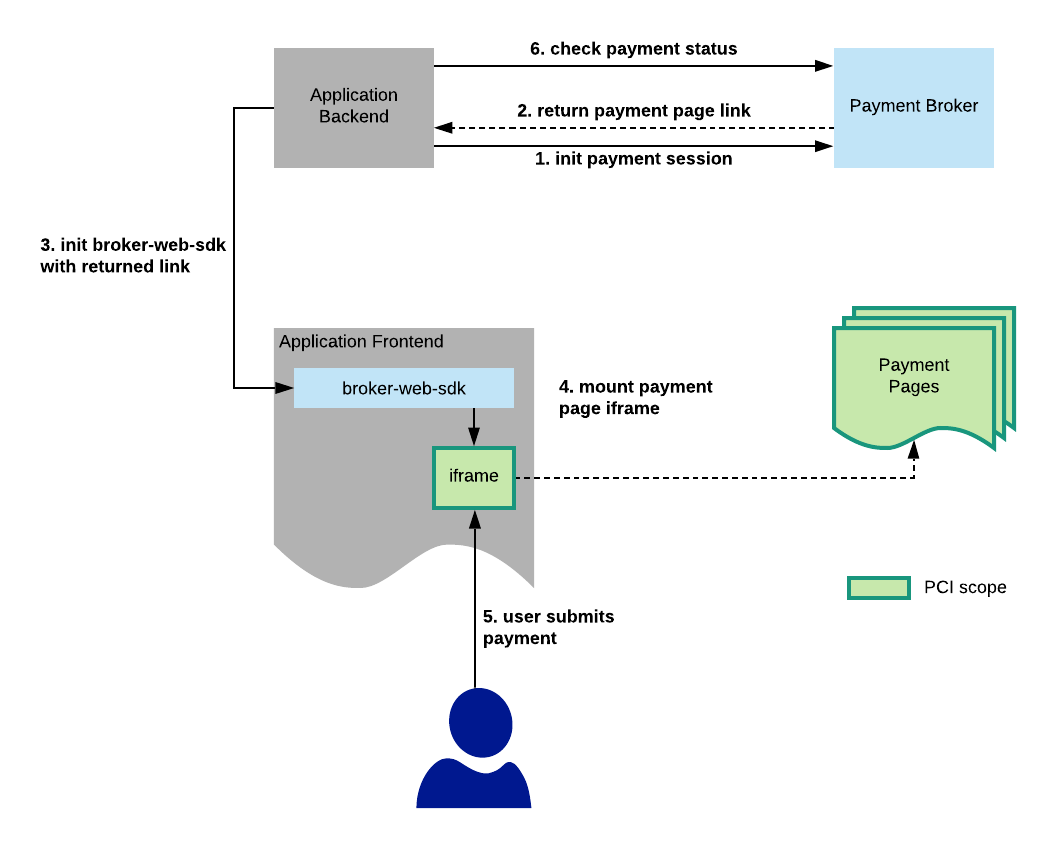 6. check payment status
Application
Backend
Payment Broker
2. return payment page link
1. init payment session
3. init broker-web-sdk
with returned link
Application Frontend
broker-web-sdk
4. mount payment
page iframe
Payment
Pages
iframe
PCI scope
5. user submits
payment